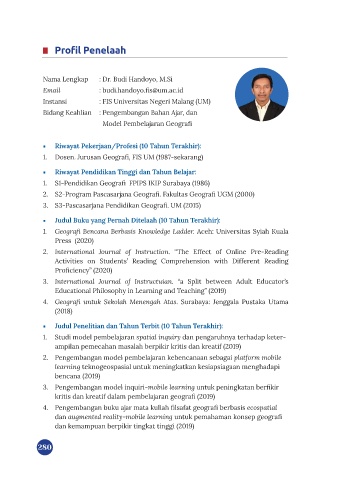 Profil Penelaah
Nama Lengkap : Dr. Budi Handoyo, M.Si
Email : budi.handoyo.fis@um.ac.id
Instansi : FIS Universitas Negeri Malang (UM)
Bidang Keahlian : Pengembangan Bahan Ajar, dan
Model Pembelajaran Geografi
• Riwayat Pekerjaan/Profesi (10 Tahun Terakhir):
1. Dosen. Jurusan Geografi, FIS UM (1987-sekarang)
• Riwayat Pendidikan Tinggi dan Tahun Belajar:
1. S1-Pendidikan Geografi FPIPS IKIP Surabaya (1986)
2. S2-Program Pascasarjana Geografi. Fakultas Geografi UGM (2000)
3. S3-Pascasarjana Pendidikan Geografi. UM (2015)
• Judul Buku yang Pernah Ditelaah (10 Tahun Terakhir):
1. Geografi Bencana Berbasis Knowledge Ladder. Aceh: Universitas Syiah Kuala
Press (2020)
2. International Journal of Instruction. "The Effect of Online Pre-Reading
Activities on Students' Reading Comprehension with Different Reading
Proficiency" (2020)
3. International Journal of Instructuion. "a Split between Adult Educator's
Educational Philosophy in Learning and Teaching" (2019)
4. Geografi untuk Sekolah Menengah Atas. Surabaya: Jenggala Pustaka Utama
(2018)
• Judul Penelitian dan Tahun Terbit (10 Tahun Terakhir):
1. Studi model pembelajaran spatial inquiry dan pengaruhnya terhadap keter-
ampilan pemecahan masalah berpikir kritis dan kreatif (2019)
2. Pengembangan model pembelajaran kebencanaan sebagai platform mobile
learning teknogeospasial untuk meningkatkan kesiapsiagaan menghadapi
bencana (2019)
3. Pengembangan model inquiri-mobile learning untuk peningkatan berfikir
kritis dan kreatif dalam pembelajaran geografi (2019)
4. Pengembangan buku ajar mata kuliah filsafat geografi berbasis ecospatial
dan augmented reality-mobile learning untuk pemahaman konsep geografi
dan kemampuan berpikir tingkat tinggi (2019)
280